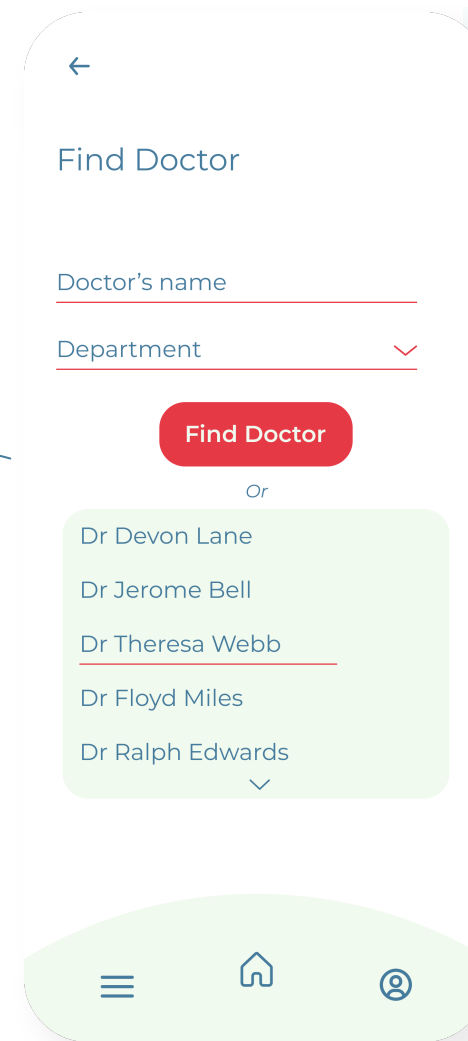 Find Doctor
Doctor’s name
Department
Find Doctor
Or
Dr Devon Lane
Dr Jerome Bell
Dr Theresa Webb
Dr Floyd Miles
Dr Ralph Edwards